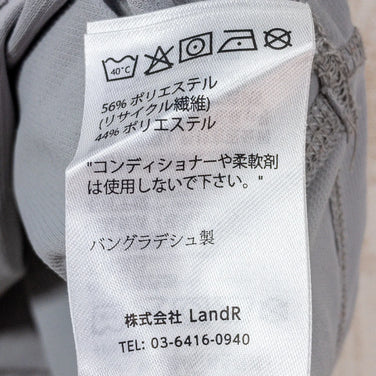 40°C
56% ポリエステル
(リサイクル繊維)
44% ポリエステル
"コンディショナーや柔軟剤
は使用しないで下さい。"
バングラデシュ製
株式会社 LandR
TEL: 03-6416-0940